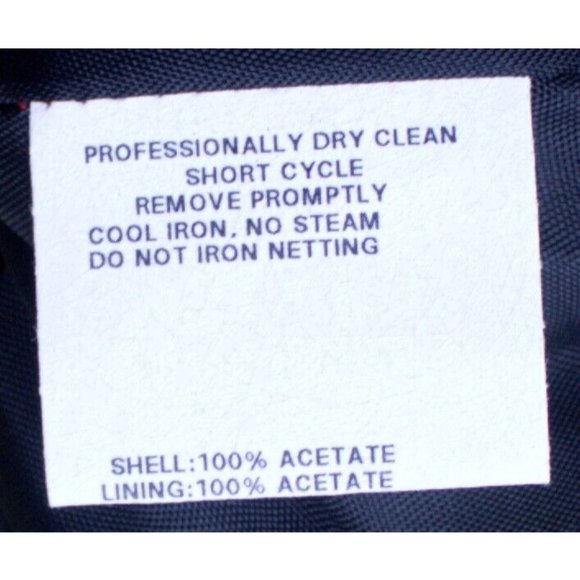 PROFESSIONALLY DRY CLEAN
SHORT CYCLE
REMOVE PROMPTLY
COOL IRON, NO STEAM
DO NOT IRON NETTING
SHELL:100% ACETATE
LINING:100% ACETATE